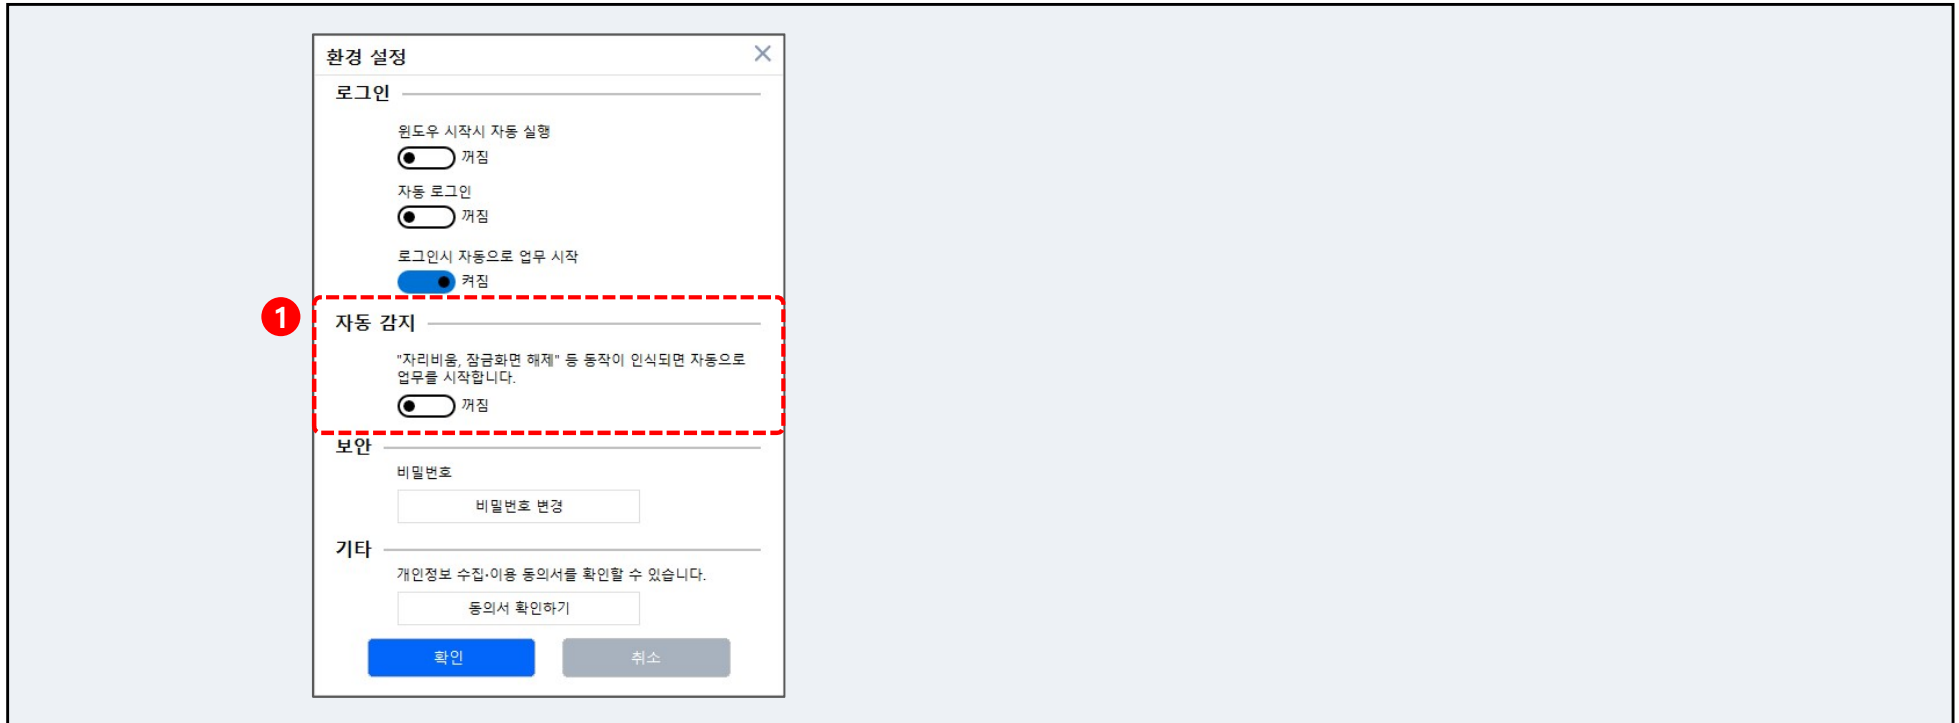 환경 설정
로그인
윈도우 시작시 자동 실행
꺼짐
자동 로그인
꺼짐
로그인시 자동으로 업무 시작
켜짐
1
자동 감지
"자리비움, 잠금화면 해제" 등 동작이 인식되면 자동으로
업무를 시작합니다.
꺼짐
보안
비밀번호
비밀번호 변경
기타
개인정보 수집·이용 동의서를 확인할 수 있습니다.
동의서 확인하기
확인
취소